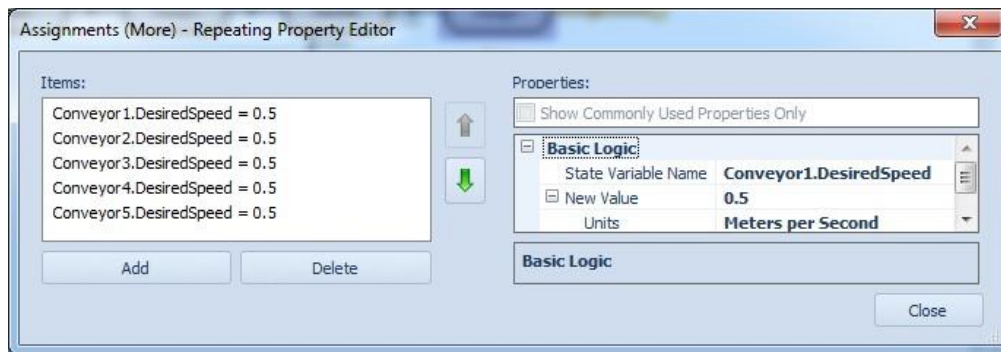 Assignments (More) - Repeating Property Editor
Items:
Conveyor1.DesiredSpeed = 0.5
Conveyor2.DesiredSpeed = 0.5
Conveyor3.DesiredSpeed = 0.5
Conveyor4.DesiredSpeed = 0.5
Conveyor5.DesiredSpeed = 0.5
Add Delete
Properties:
Show Commonly Used Properties Only
Basic Logic
State Variable Name Conveyor1.DesiredSpeed
New Value 0.5
Units Meters per Second
Basic Logic
Close